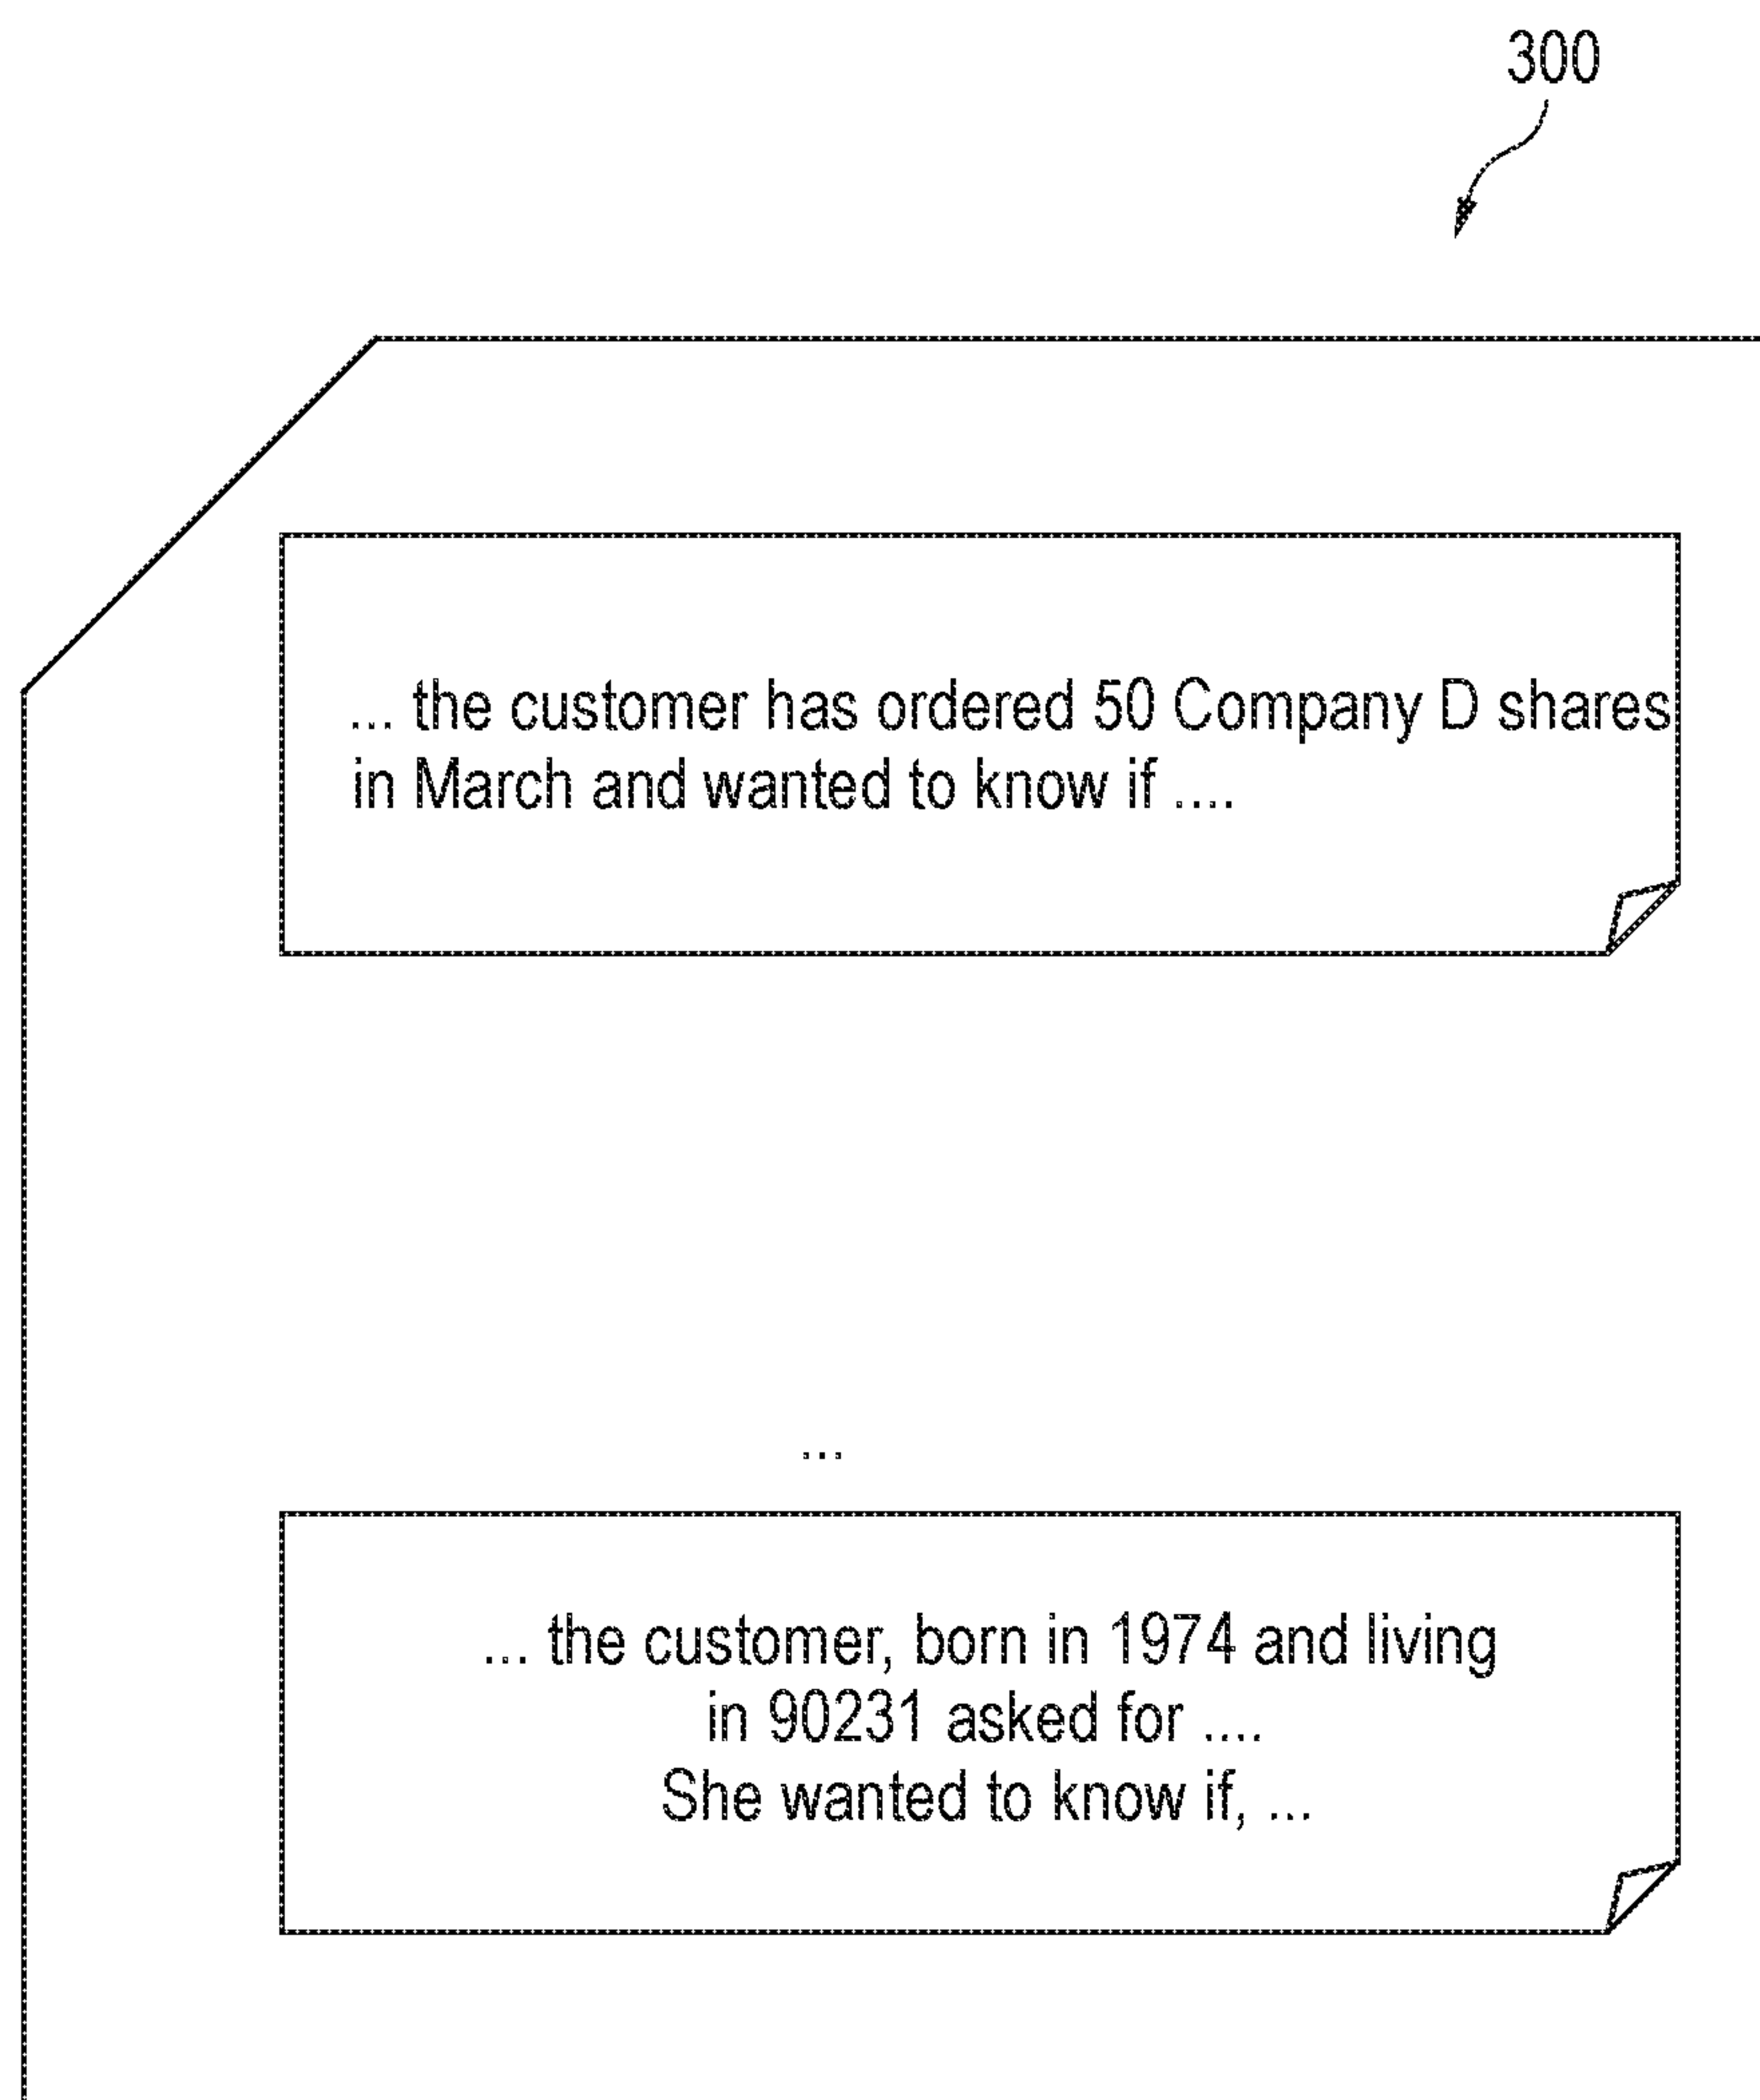 300
... the customer has ordered 50 Company D shares
in March and wanted to know if ....
...
... the customer, born in 1974 and living
in 90231 asked for ....
She wanted to know if, ...